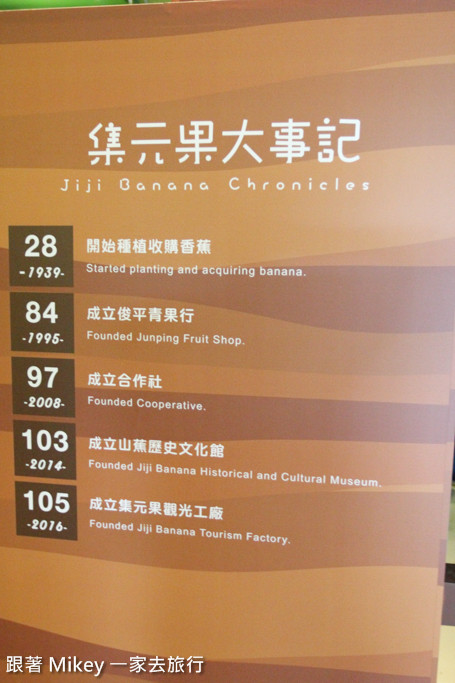 集元果大事記
Jiji Banana Chronicles
28
-1939-
開始種植收購香蕉
Started planting and acquiring banana.
84
-1995-
成立俊平青果行
Founded Junping Fruit Shop.
97
-2008-
成立合作社
Founded Cooperative.
103
-2014-
成立山蕉歷史文化館
Founded Jiji Banana Historical and Cultural Museum.
105
-2016-
成立集元果觀光工廠
Founded Jiji Banana Tourism Factory.
跟著 Mikey 一家去旅行